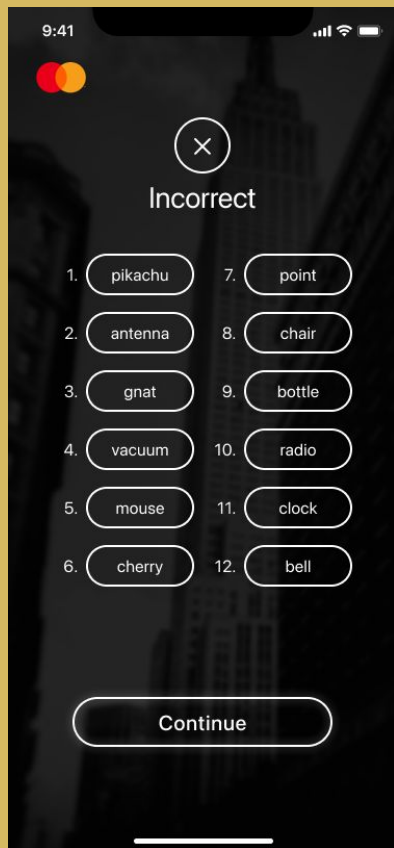 9:41
Incorrect
1. pikachu
2. antenna
3. gnat
4. vacuum
5. mouse
6. cherry
7. point
8. chair
9. bottle
10. radio
11. clock
12. bell
Continue